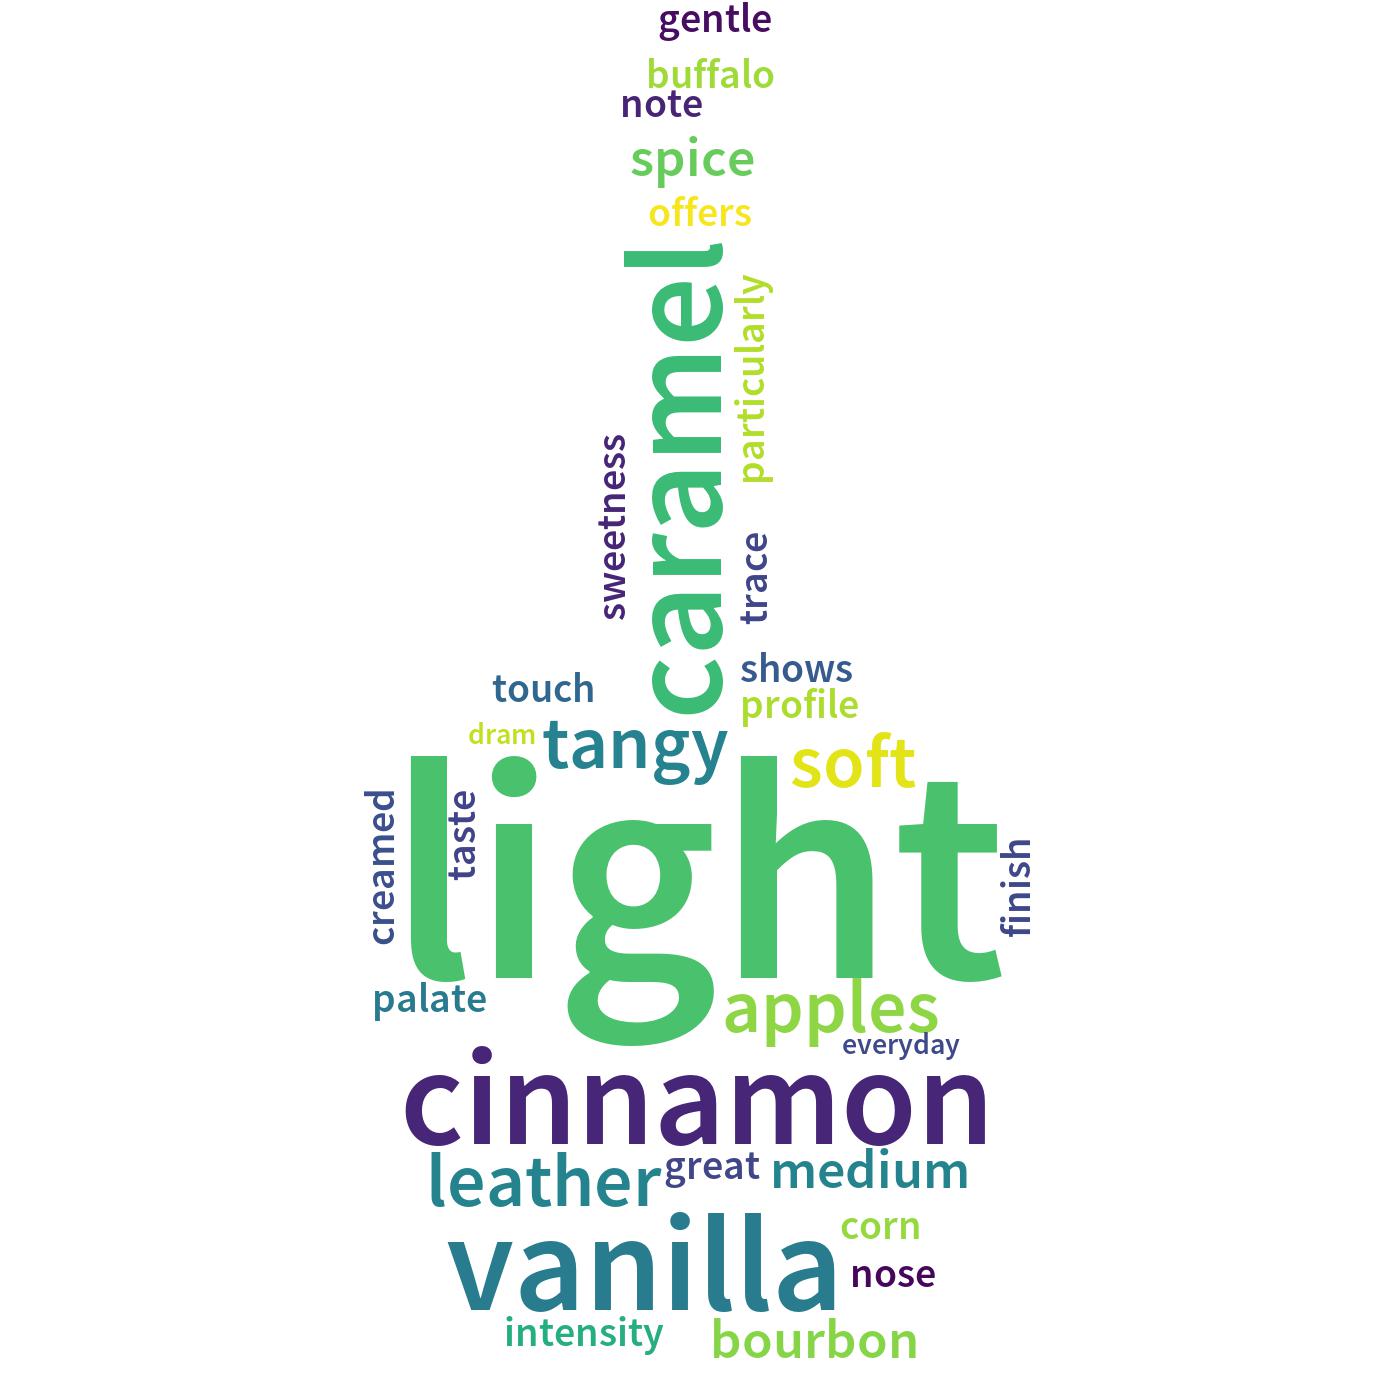 gentle
buffalo
note
spice
offers
caramel
particularly
sweetness
trace
shows
touch
profile
dram
tangy
soft
light
creamed
taste
finish
palate
apples
everyday
cinnamon
leather
great
medium
vanilla
corn
nose
intensity
bourbon